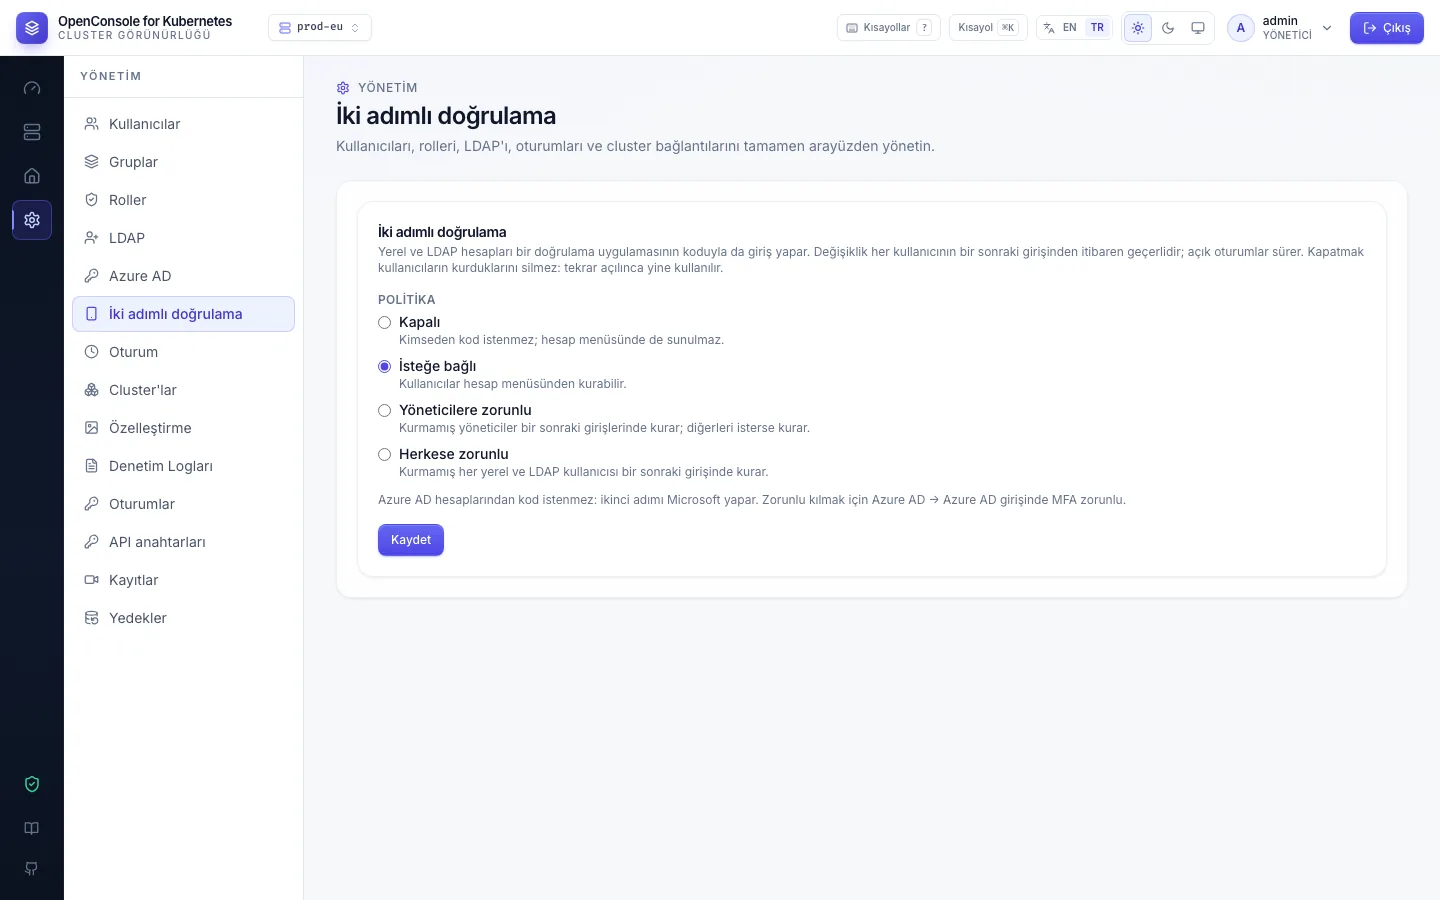 OpenConsole for Kubernetes
CLUSTER GÖRÜNÜRLÜĞÜ
prod-eu
Kısayollar ?
Kısayol ⌘K
EN TR
A
admin
YÖNETİCİ
Çıkış
YÖNETİM
Kullanıcılar
Gruplar
Roller
LDAP
Azure AD
İki adımlı doğrulama
Oturum
Cluster'lar
Özelleştirme
Denetim Logları
Oturumlar
API anahtarları
Kayıtlar
Yedekler
YÖNETİM
İki adımlı doğrulama
Kullanıcıları, rolleri, LDAP'ı, oturumları ve cluster bağlantılarını tamamen arayüzden yönetin.
İki adımlı doğrulama
Yerel ve LDAP hesapları bir doğrulama uygulamasının koduyla da giriş yapar. Değişiklik her kullanıcının bir sonraki girişinden itibaren geçerlidir; açık oturumlar sürer. Kapatmak
kullanıcıların kurduklarını silmez: tekrar açılınca yine kullanılır.
POLİTİKA
Kapalı
Kimseden kod istenmez; hesap menüsünde de sunulmaz.
İsteğe bağlı
Kullanıcılar hesap menüsünden kurabilir.
Yöneticilere zorunlu
Kurmamış yöneticiler bir sonraki girişlerinde kurar; diğerleri isterse kurar.
Herkese zorunlu
Kurmamış her yerel ve LDAP kullanıcısı bir sonraki girişinde kurar.
Azure AD hesaplarından kod istenmez: ikinci adımı Microsoft yapar. Zorunlu kılmak için Azure AD → Azure AD girişinde MFA zorunlu.
Kaydet